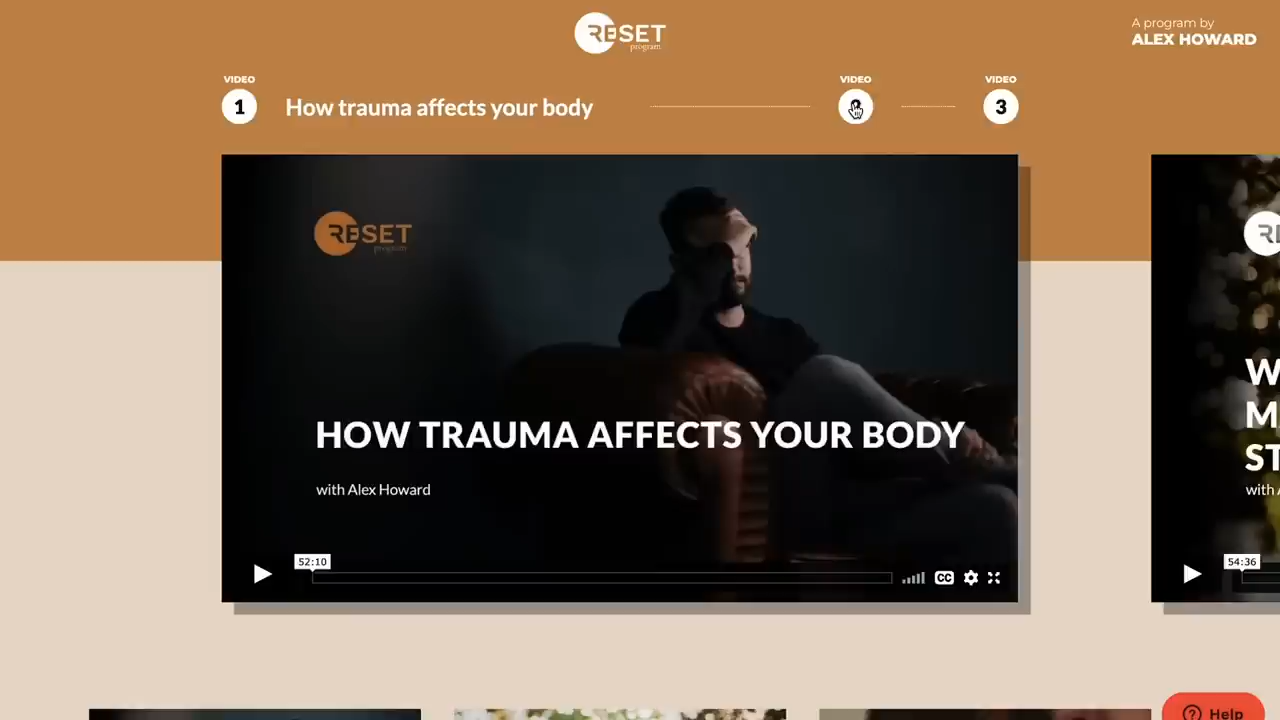 RESET
program
A program by
ALEX HOWARD
VIDEO
1
How trauma affects your body
VIDEO
VIDEO
3
RESET
program
HOW TRAUMA AFFECTS YOUR BODY
with Alex Howard
52:10
CC
RE
W
M
ST
with
54:36
Help